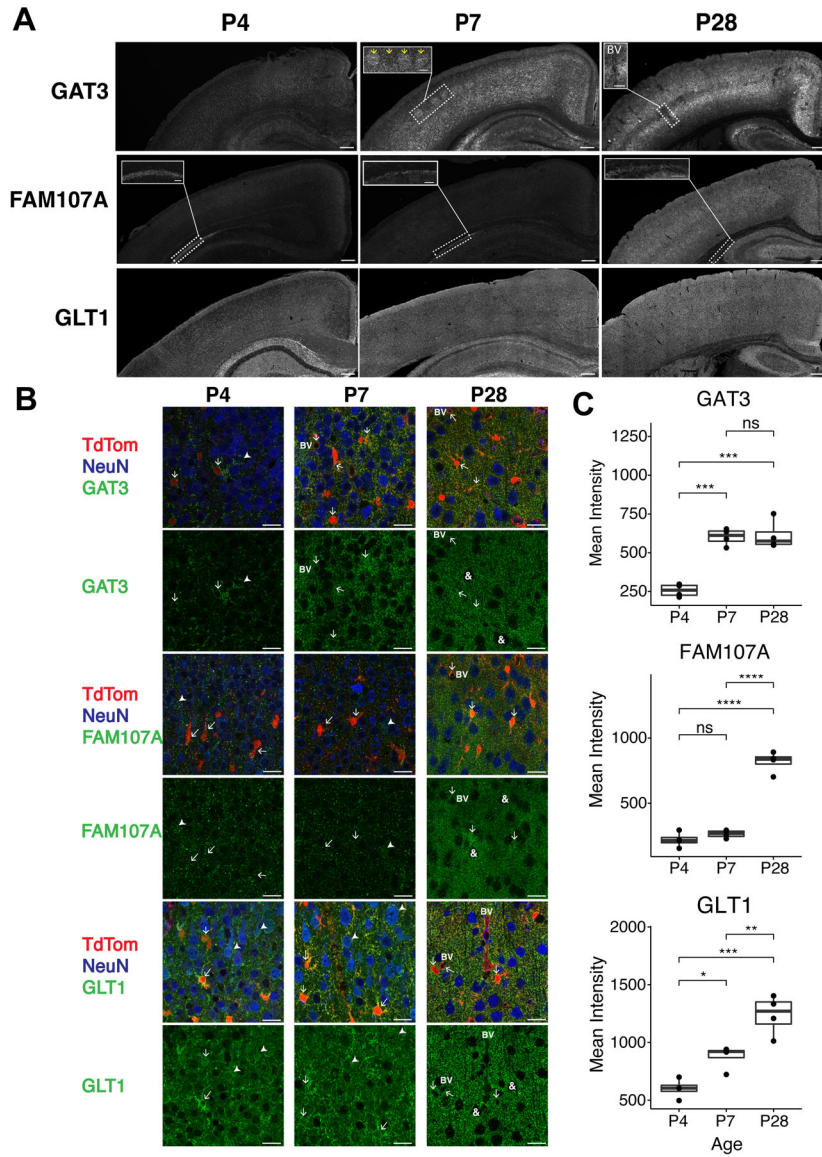 A
P4 P7 P28
GAT3
BV
FAM107A
GLT1
B
P4 P7 P28
TdTom
NeuN
GAT3
BV
BV
GAT3
BV
BV
&
&
TdTom
NeuN
FAM107A
BV
FAM107A
BV
&
&
TdTom
NeuN
GLT1
BV
BV
GLT1
BV
BV
&
&
C
GAT3
ns
***
***
Mean Intensity
1250
1000
750
500
250
P4 P7 P28
FAM107A
****
****
ns
Mean Intensity
1000
500
P4 P7 P28
GLT1
**
***
*
Mean Intensity
2000
1500
1000
500
P4 P7 P28
Age